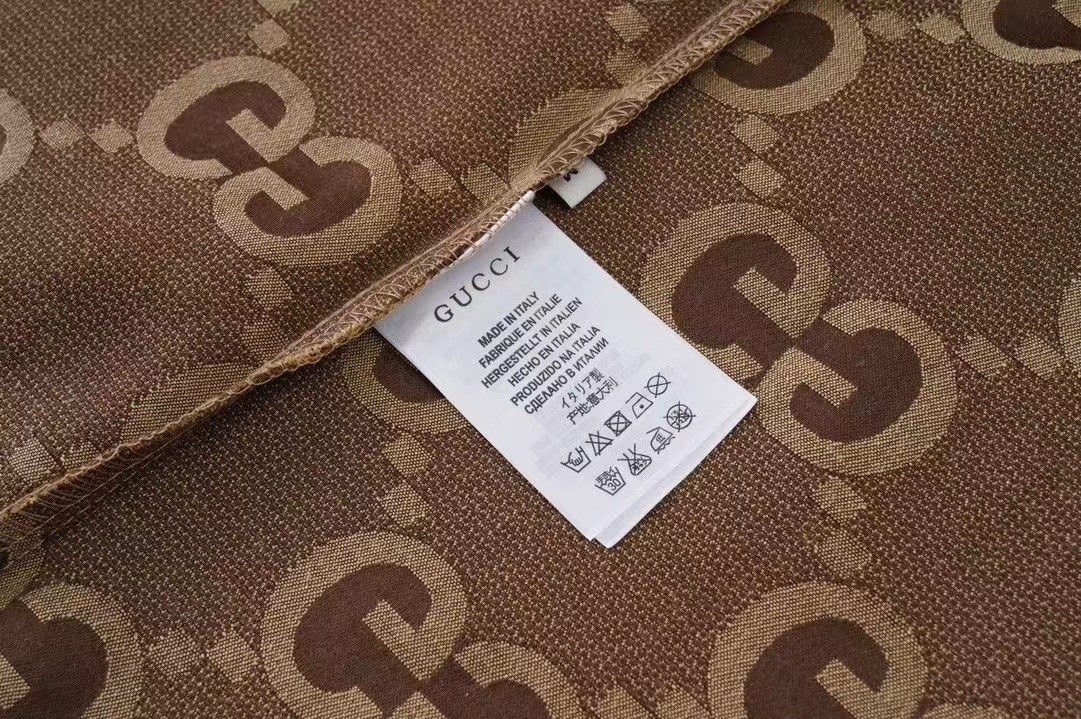 GUCCI
MADE IN ITALY
FABRIQUE EN ITALIE
HERGESTELLT IN ITALIEN
HECHO EN ITALIA
PRODUZIDO NA ITALIA
СДЕЛАНО В ИТАЛИИ
イタリア製
产地:意大利
30